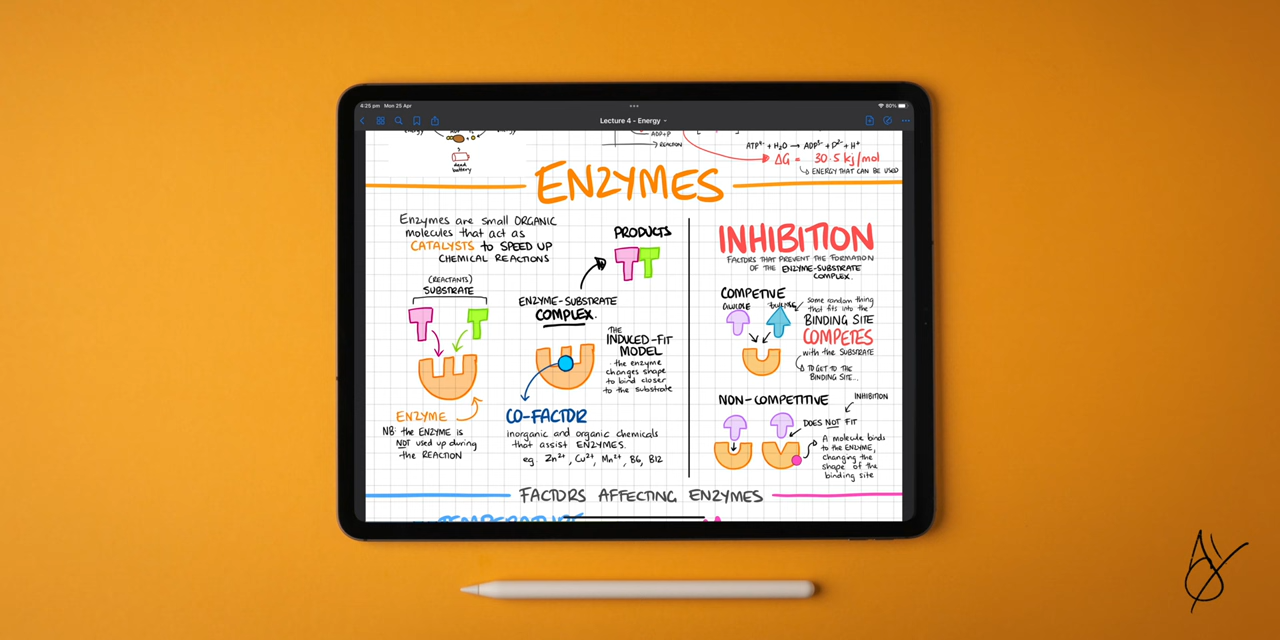 4:25 pm Mon 25 Apr
80%
Lecture 4 - Energy
dead
battery
ADP+P
→ REACTION
ATP⁴⁻ + H₂O → ADP³⁻ + P²⁻ + H⁺
ΔG = 30.5 kj/mol
ENERGY THAT CAN BE USED
ENZYMES
Enzymes are small ORGANIC
molecules that act as
CATALYSTS to SPEED UP
CHEMICAL REACTIONS
(REACTANTS)
SUBSTRATE
ENZYME
NB: the ENZYME is
NOT used up during
the REACTION
PRODUCTS
ENZYME-SUBSTRATE
COMPLEX.
THE
INDUCED-FIT
MODEL
- the enzyme
changes shape
to bind closer
to the substrate
CO-FACTOR
inorganic and organic chemicals
that assist ENZYMES.
eg. Zn²⁺, Cu²⁺, Mn²⁺, B6, B12
INHIBITION
FACTORS THAT PREVENT THE FORMATION
OF THE ENZYME-SUBSTRATE
COMPLEX.
COMPETIVE
some random thing
that fits into the
BINDING SITE
COMPETES
with the SUBSTRATE
TO GET TO THE
BINDING SITE...
NON-COMPETITIVE
INHIBITION
DOES NOT FIT
A molecule binds
to the ENZYME,
changing the
shape of the
binding site
FACTORS AFFECTING ENZYMES
TEMPERATURE